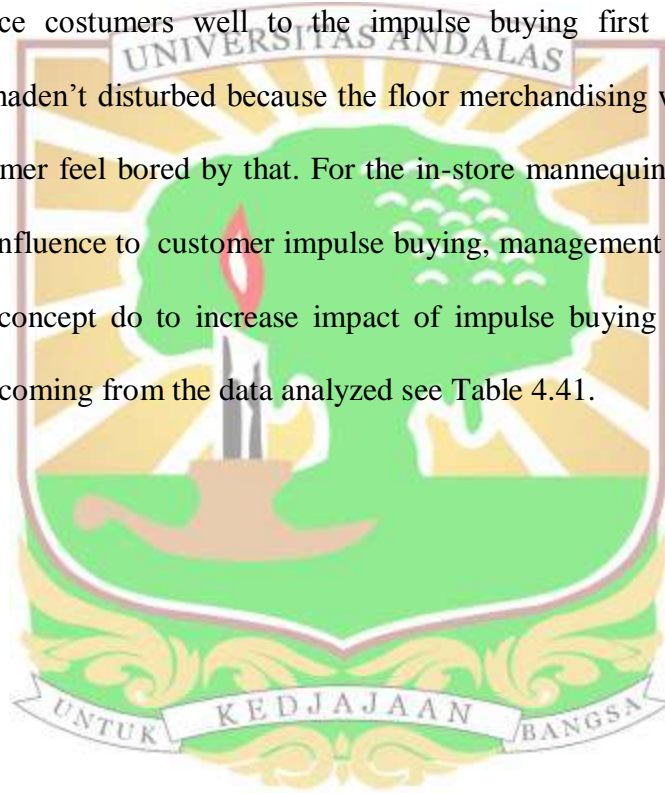 ce costumers well to the impulse buying first
UNIVERSITAS ANDALAS
naden't disturbed because the floor merchandising
mer feel bored by that. For the in-store mannequin
nfluence to customer impulse buying, management
concept do to increase impact of impulse buying
coming from the data analyzed see Table 4.41.
UNTUK KEDJAJAAN BANGSA